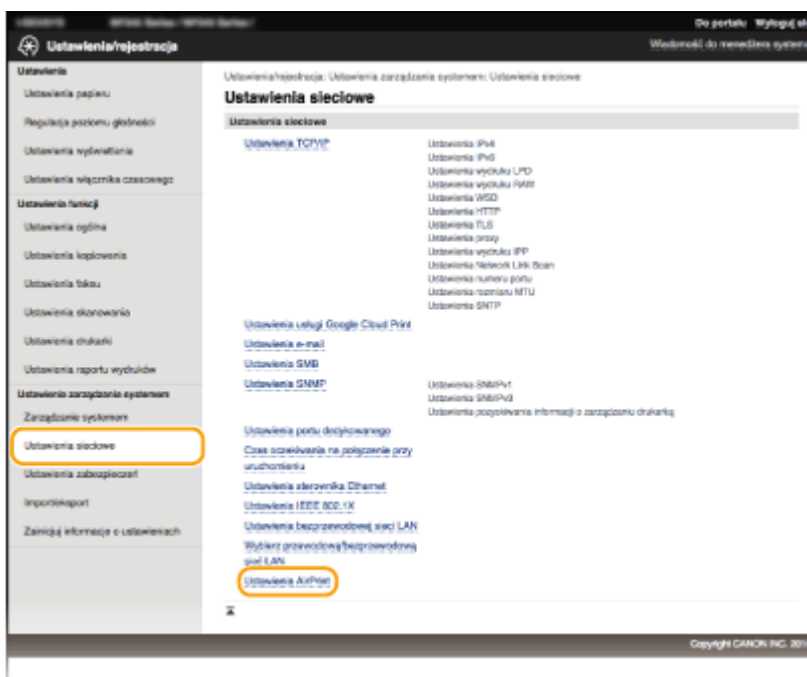 Do portalu Wyloguj si
Ustawienia/rejestracja
Wiadomość do menedżera system
Ustawienia
Ustawienia papieru
Regulacja poziomu głośności
Ustawienia wyświetlania
Ustawienia włącznika czasowego
Ustawienia funkcji
Ustawienia ogólne
Ustawienia kopiowania
Ustawienia faksu
Ustawienia skanowania
Ustawienia drukarki
Ustawienia raportu wydruków
Ustawienia zarządzania systemem
Zarządzanie systemem
Ustawienia sieciowe
Ustawienia zabezpieczeń
Import/eksport
Zainicjuj informacje o ustawieniach
Ustawienia/rejestracja: Ustawienia zarządzania systemem: Ustawienia sieciowe
Ustawienia sieciowe
Ustawienia sieciowe
Ustawienia TCP/IP
Ustawienia IPv4
Ustawienia IPv6
Ustawienia wydruku LPD
Ustawienia wydruku RAW
Ustawienia WSD
Ustawienia HTTP
Ustawienia TLS
Ustawienia proxy
Ustawienia wydruku IPP
Ustawienia Network Link Scan
Ustawienia numeru portu
Ustawienia rozmiaru MTU
Ustawienia SNTP
Ustawienia usługi Google Cloud Print
Ustawienia e-mail
Ustawienia SMB
Ustawienia SNMP
Ustawienia SNMPv1
Ustawienia SNMPv3
Ustawienia pozyskiwania informacji o zarządzaniu drukarką
Ustawienia portu dedykowanego
Czas oczekiwania na połączenie przy
uruchomieniu
Ustawienia sterownika Ethernet
Ustawienia IEEE 802.1X
Ustawienia bezprzewodowej sieci LAN
Wybierz przewodową/bezprzewodową
sieć LAN
Ustawienia AirPrint
Copyright CANON INC. 201